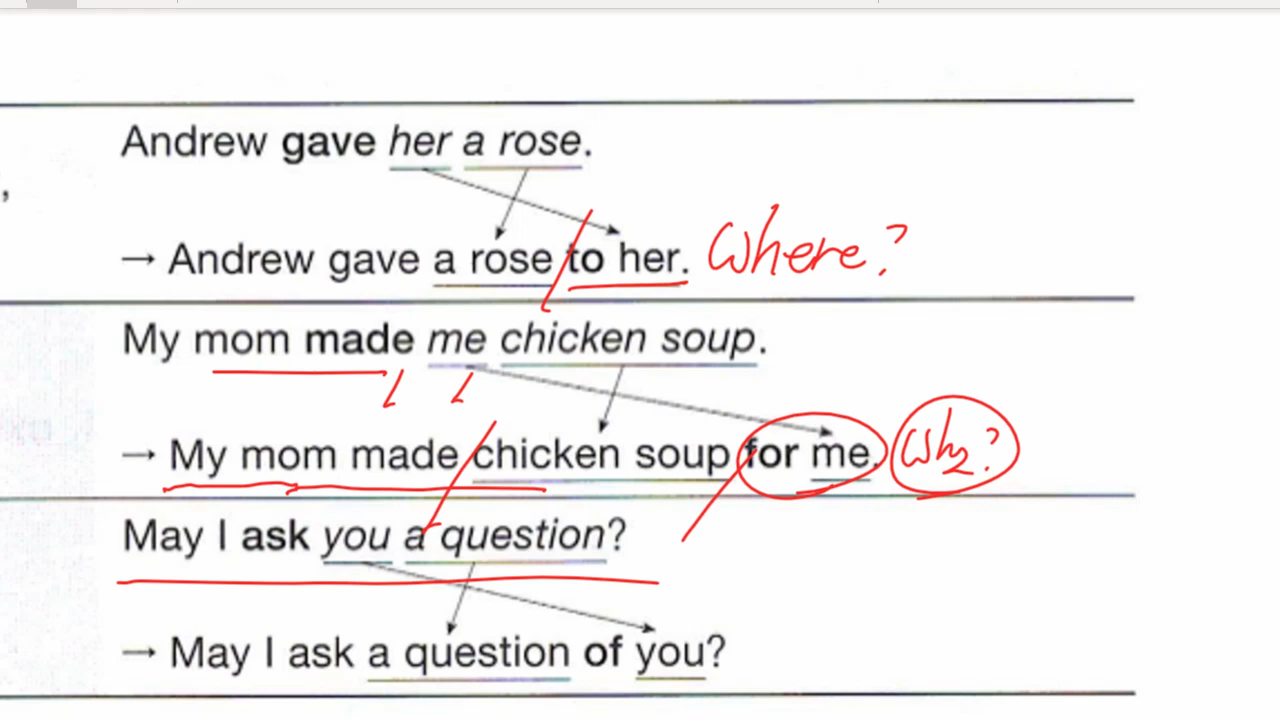 Andrew gave her a rose.
,
→ Andrew gave a rose to her. Where?
My mom made me chicken soup.
→ My mom made chicken soup for me. Why?
May I ask you a question?
→ May I ask a question of you?